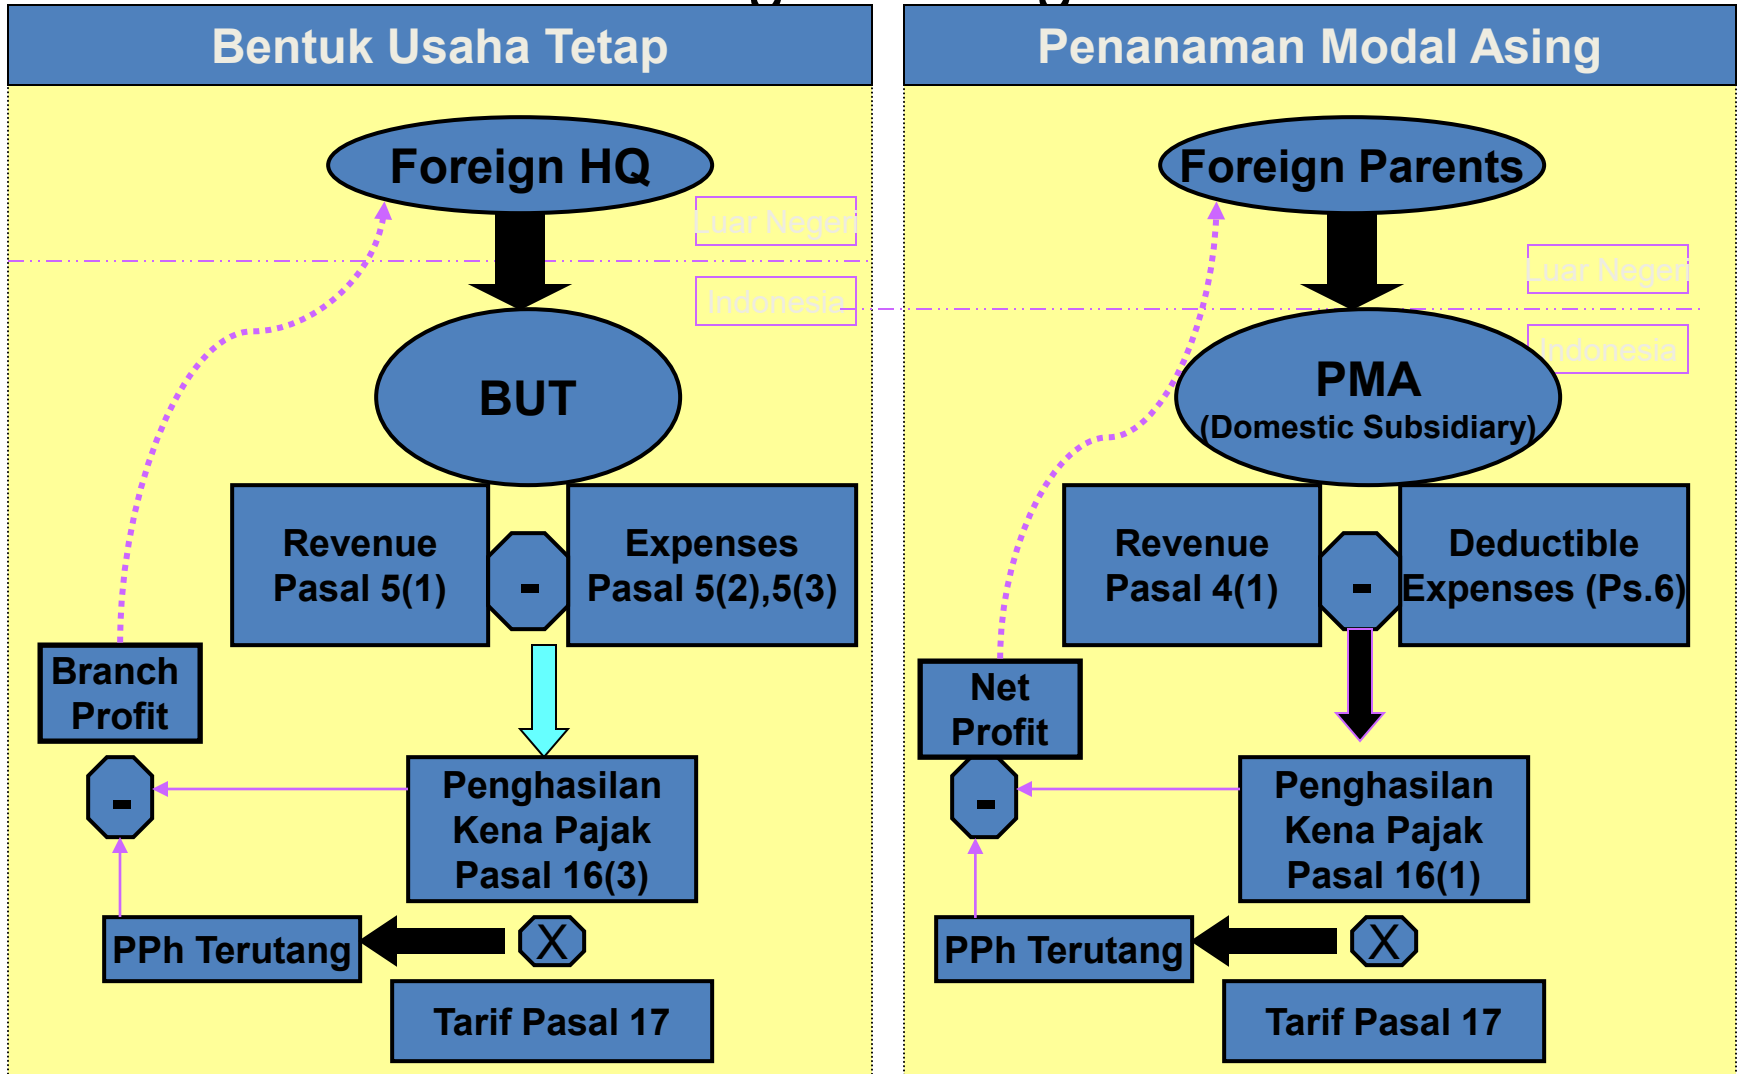 Bentuk Usaha Tetap
Foreign HQ
Luar Negeri
Indonesia
BUT
Revenue
Pasal 5(1)
-
Expenses
Pasal 5(2),5(3)
Branch
Profit
-
Penghasilan
Kena Pajak
Pasal 16(3)
PPh Terutang
X
Tarif Pasal 17
Penanaman Modal Asing
Foreign Parents
Luar Negeri
Indonesia
PMA
(Domestic Subsidiary)
Revenue
Pasal 4(1)
-
Deductible
Expenses (Ps.6)
Net
Profit
-
Penghasilan
Kena Pajak
Pasal 16(1)
PPh Terutang
X
Tarif Pasal 17